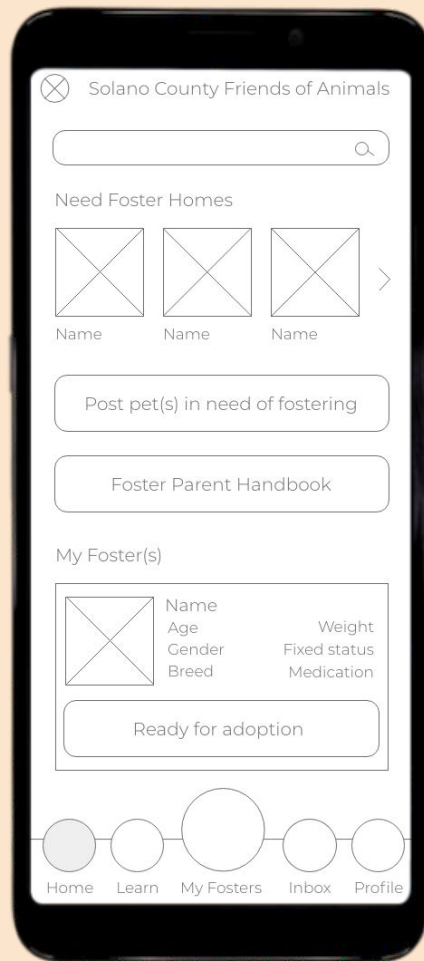 Solano County Friends of Animals
Need Foster Homes
Name
Name
Name
Post pet(s) in need of fostering
Foster Parent Handbook
My Foster(s)
Name
Age
Weight
Gender
Fixed status
Breed
Medication
Ready for adoption
Home
Learn
My Fosters
Inbox
Profile